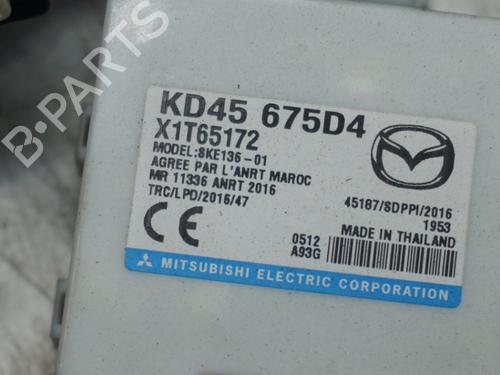 KD45 675D4
X1T65172
MODEL:SKE136-01
AGREE PAR L'ANRT MAROC
MR 11336 ANRT 2016
TRC/LPD/2016/47
45187/SDPPI/2016
1953
CE
0512
A93G
MADE IN THAILAND
MITSUBISHI ELECTRIC CORPORATION
B-PARTS